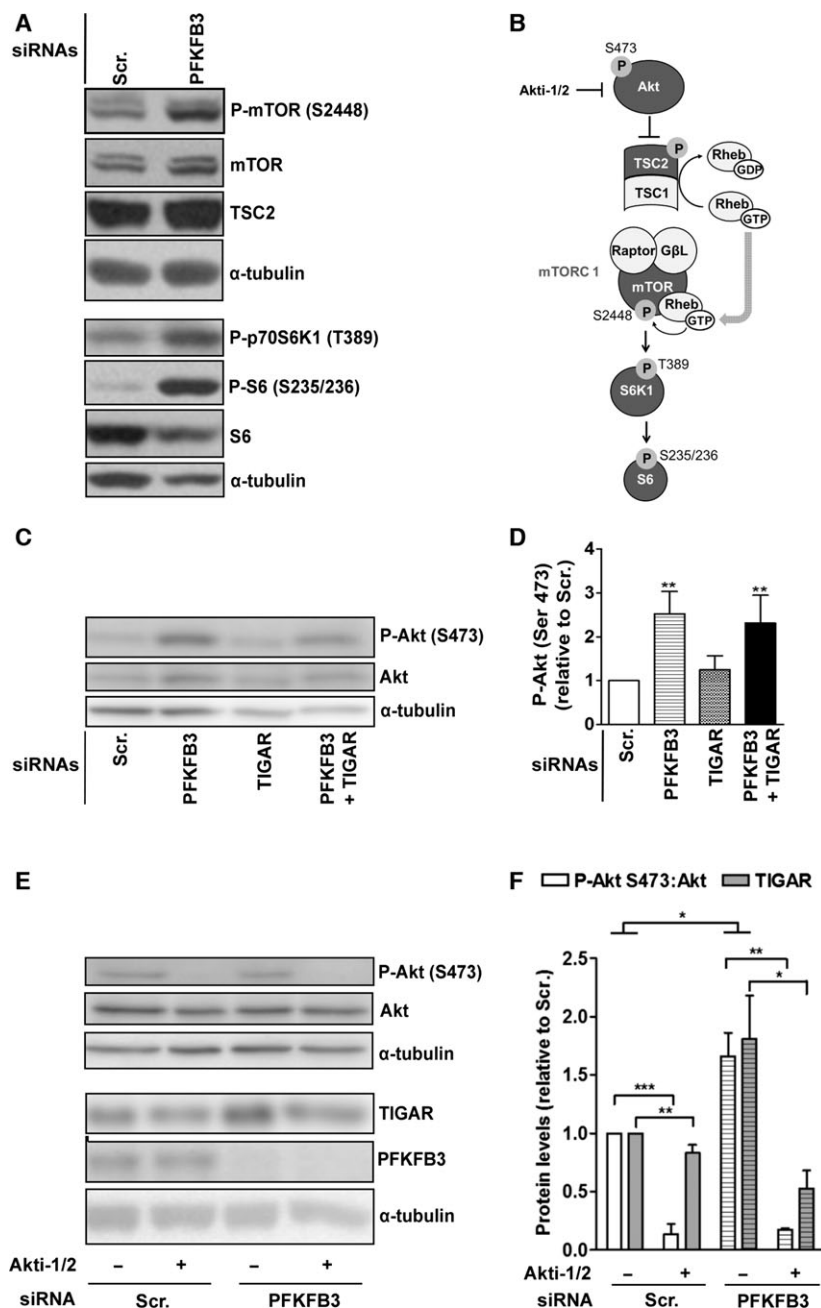 A
siRNAs
Scr.
PFKFB3
P-mTOR (S2448)
mTOR
TSC2
α-tubulin
P-p70S6K1 (T389)
P-S6 (S235/236)
S6
α-tubulin
B
S473
P
Akt
Akti-1/2
P
TSC2
TSC1
Rheb
GDP
Rheb
GTP
Raptor
GβL
mTORC 1
mTOR
Rheb
GTP
S2448
P
P
T389
S6K1
P
S235/236
S6
C
P-Akt (S473)
Akt
α-tubulin
siRNAs
Scr.
PFKFB3
TIGAR
PFKFB3
+ TIGAR
D
P-Akt (Ser 473)
(relative to Scr.)
4
3
2
1
0
**
**
siRNAs
Scr.
PFKFB3
TIGAR
PFKFB3
+ TIGAR
E
P-Akt (S473)
Akt
α-tubulin
TIGAR
PFKFB3
α-tubulin
Akti-1/2 – + – +
siRNA Scr. PFKFB3
F
P-Akt S473:Akt TIGAR
Protein levels (relative to Scr.)
2.5
2.0
1.5
1.0
0.5
0.0
*
**
*
***
**
Akti-1/2 – + – +
siRNA Scr. PFKFB3